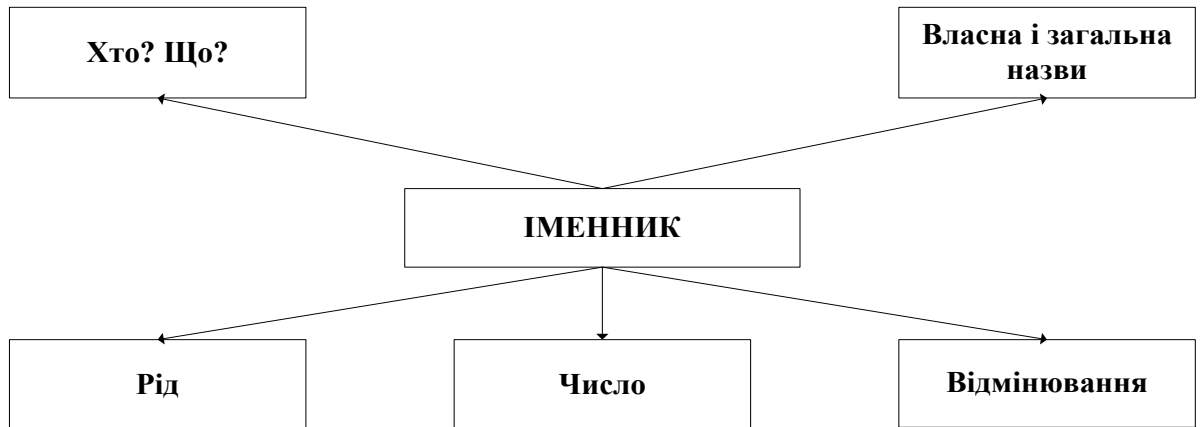 Хто? Що?
Власна і загальна
назви
ІМЕННИК
Рід
Число
Відмінювання